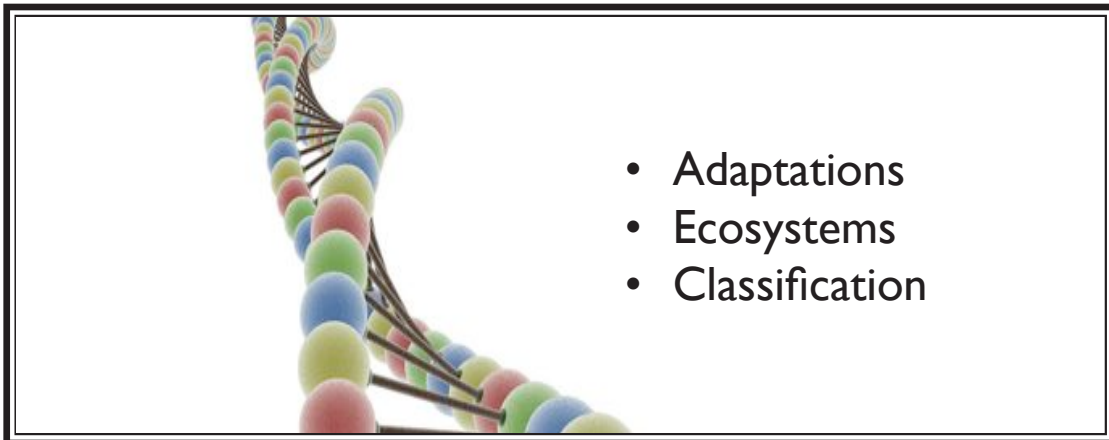 • Adaptations
• Ecosystems
• Classification